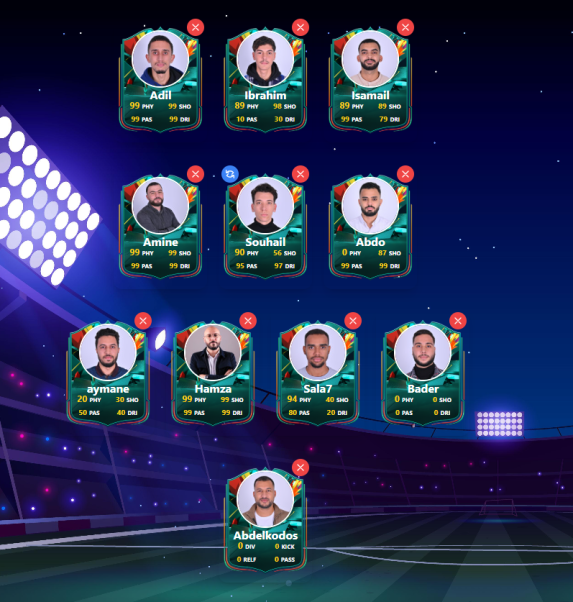 Adil
99 PHY 99 SHO
99 PAS 99 DRI
Ibrahim
89 PHY 98 SHO
10 PAS 30 DRI
Isamail
89 PHY 89 SHO
99 PAS 79 DRI
Amine
99 PHY 99 SHO
99 PAS 99 DRI
Souhail
90 PHY 56 SHO
95 PAS 97 DRI
Abdo
0 PHY 87 SHO
99 PAS 99 DRI
aymane
20 PHY 30 SHO
50 PAS 40 DRI
Hamza
99 PHY 99 SHO
99 PAS 99 DRI
Sala7
94 PHY 40 SHO
80 PAS 20 DRI
Bader
0 PHY 0 SHO
0 PAS 0 DRI
Abdelkodos
0 DIV 0 KICK
0 RELF 0 PASS